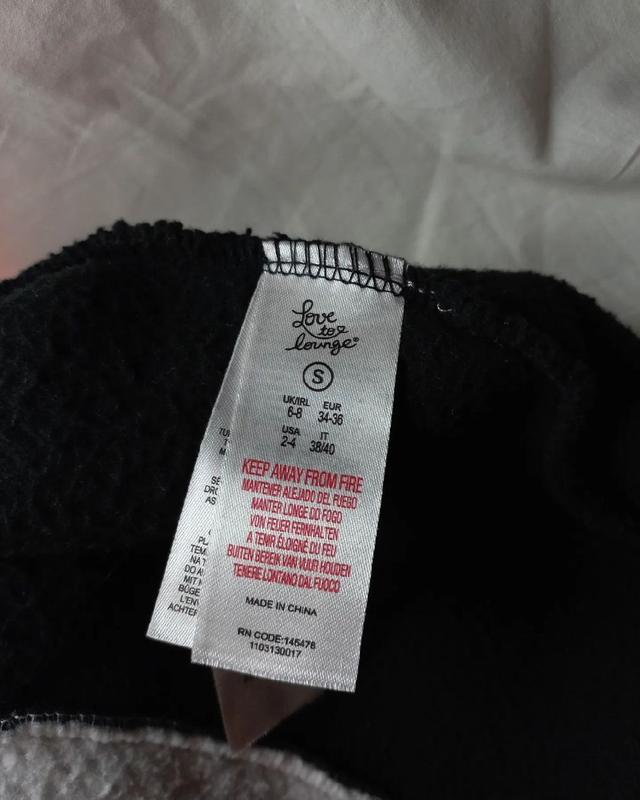 Love
to
lounge®
S
UK/IRL EUR
6-8 34-36
USA IT
2-4 38/40
KEEP AWAY FROM FIRE
MANTENER ALEJADO DEL FUEGO
MANTER LONGE DO FOGO
VON FEUER FERNHALTEN
A TENIR ÉLOIGNÉ DU FEU
BUITEN BEREIK VAN VUUR HOUDEN
TENERE LONTANO DAL FUOCO
MADE IN CHINA
RN CODE:145478
1103130017